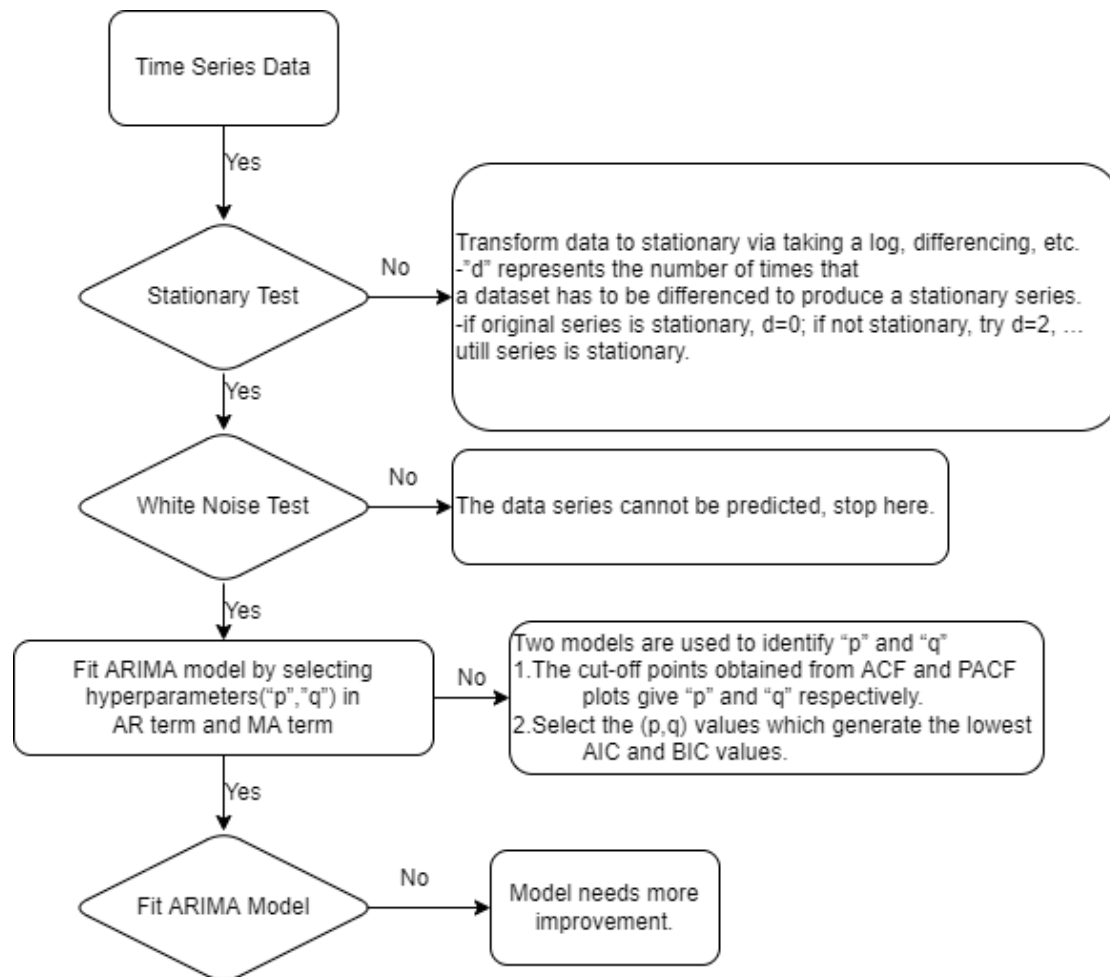 Time Series Data
Yes
Stationary Test
No
Transform data to stationary via taking a log, differencing, etc.
-"d" represents the number of times that
a dataset has to be differenced to produce a stationary series.
-if original series is stationary, d=0; if not stationary, try d=2, …
utill series is stationary.
Yes
White Noise Test
No
The data series cannot be predicted, stop here.
Yes
Fit ARIMA model by selecting
hyperparameters("p","q") in
AR term and MA term
No
Two models are used to identify “p” and “q”
1.The cut-off points obtained from ACF and PACF
plots give “p” and “q” respectively.
2.Select the (p,q) values which generate the lowest
AIC and BIC values.
Yes
Fit ARIMA Model
No
Model needs more
improvement.